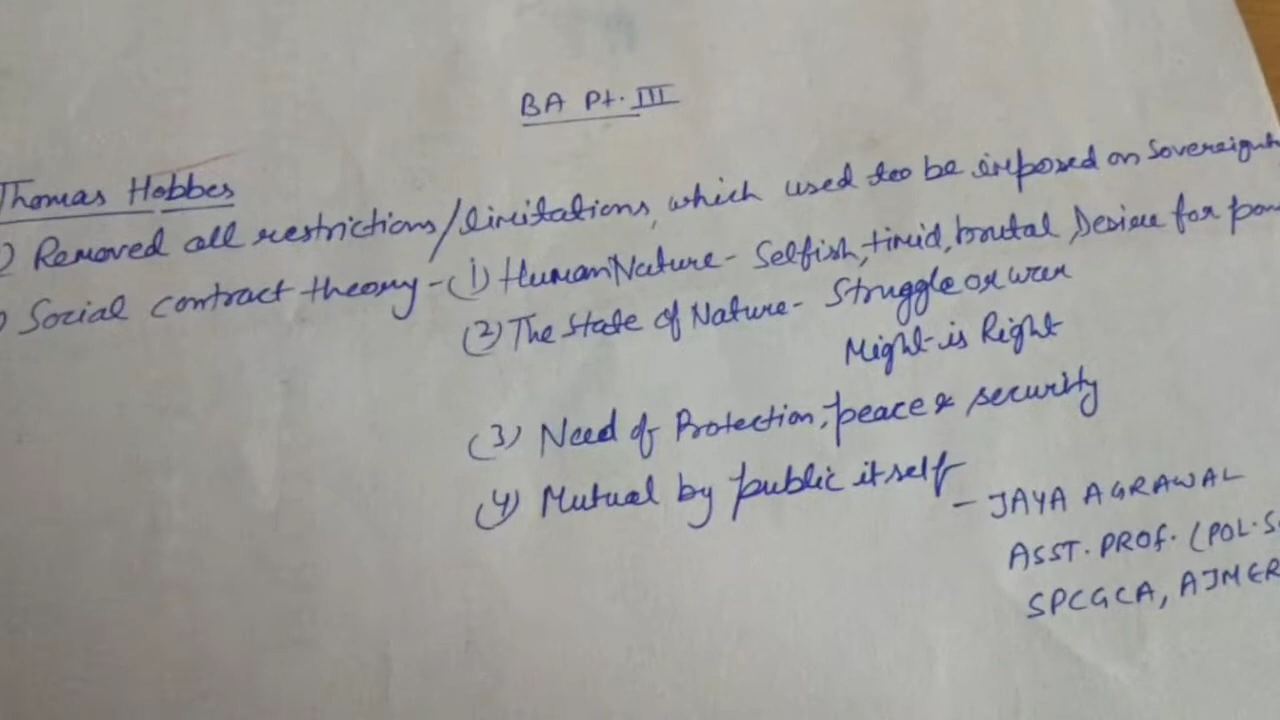 BA Pt. III
Thomas Hobbes
) Removed all restrictions/limitations, which used too be imposed on Sovereignt
) Social contract theory - (1) Human Nature - Selfish, timid, brutal, Desire for pow
(2) The State of Nature - Struggle or war
Might is Right
(3) Need of Protection, peace & security
(4) Mutual by public itself
- JAYA AGRAWAL
ASST. PROF. (POL. S
SPCGCA, AJMER